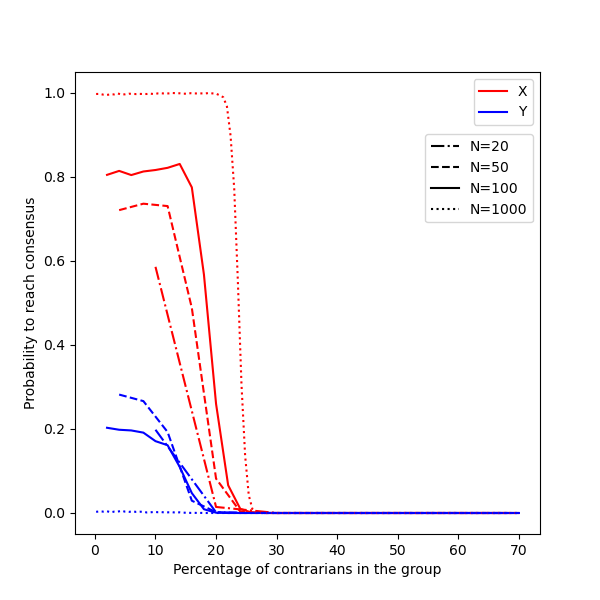 X
Y
N=20
N=50
N=100
N=1000
1.0
0.8
0.6
0.4
0.2
0.0
Probability to reach consensus
0 10 20 30 40 50 60 70
Percentage of contrarians in the group